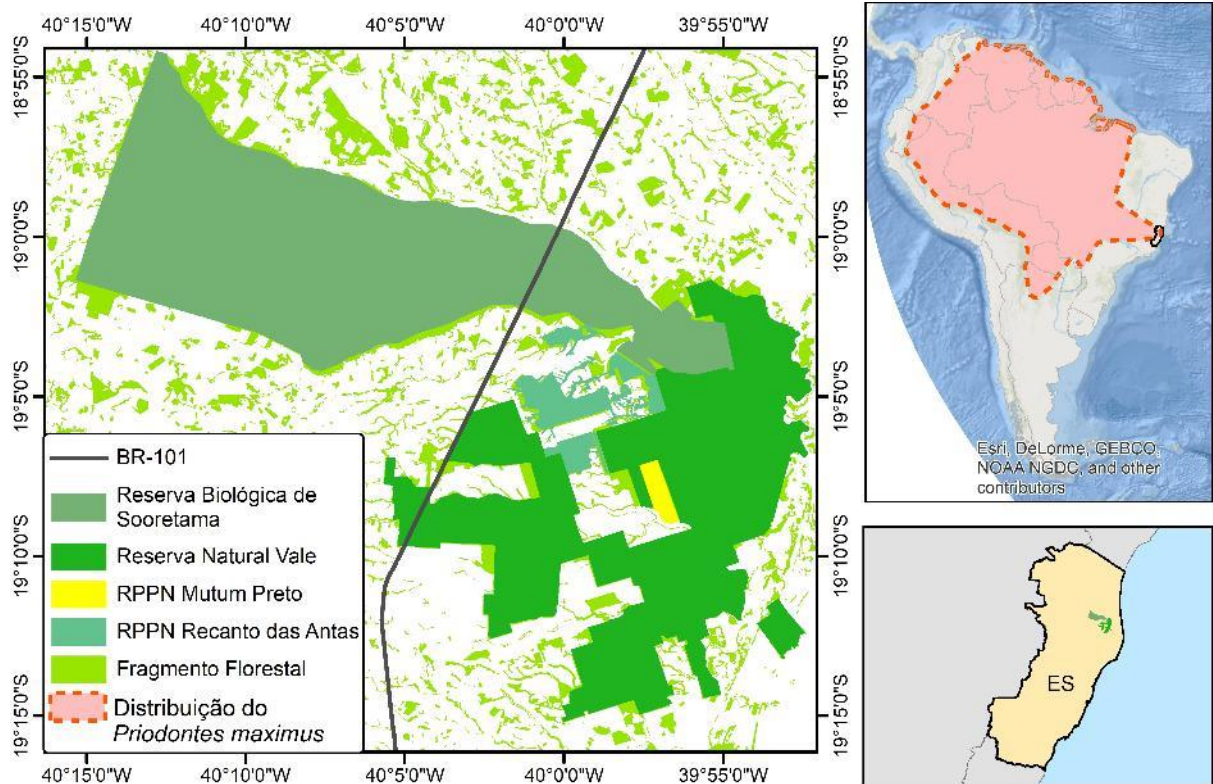 40°15'0"W
40°10'0"W
40°5'0"W
40°0'0"W
39°55'0"W
18°55'0"S
19°0'0"S
19°5'0"S
19°10'0"S
19°15'0"S
18°55'0"S
19°0'0"S
19°5'0"S
19°10'0"S
19°15'0"S
BR-101
Reserva Biológica de
Sooretama
Reserva Natural Vale
RPPN Mutum Preto
RPPN Recanto das Antas
Fragmento Florestal
Distribuição do
Priodontes maximus
40°15'0"W
40°10'0"W
40°5'0"W
40°0'0"W
39°55'0"W
Esri, DeLorme, GEBCO,
NOAA NGDC, and other
contributors
ES